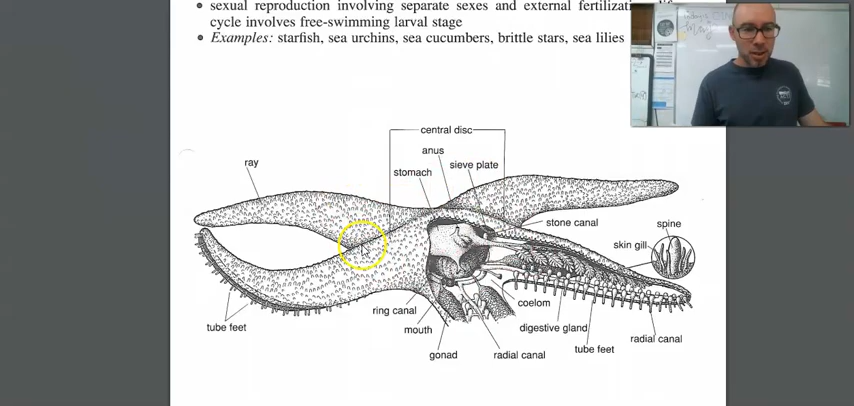 sexual reproduction involving separate sexes and external
cycle involves free-swimming larval stage
Examples: starfish, sea urchins, sea cucumbers, brittle stars, sea lilies
central disc
anus
ray
sieve plate
stomach
stone canal
spine
skin gill
ring canal
coelom
tube feet
mouth
digestive gland
radial canal
tube feet
gonad
radial canal